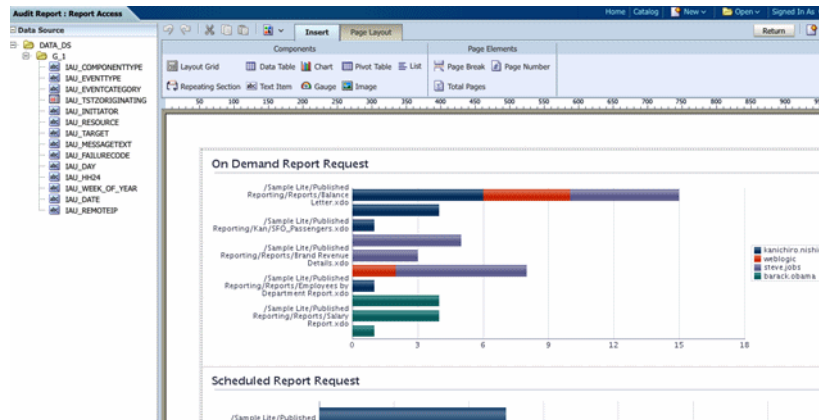 Audit Report : Report Access
Home Catalog New Open Signed In As
Data Source
Insert Page Layout
Return
DATA_DS
G_1
IAU_COMPONENTTYPE
IAU_EVENTTYPE
IAU_EVENTCATEGORY
IAU_TSTZORIGINATING
IAU_INITIATOR
IAU_RESOURCE
IAU_TARGET
IAU_MESSAGETEXT
IAU_FAILURECODE
IAU_DAY
IAU_HH24
IAU_WEEK_OF_YEAR
IAU_DATE
IAU_REMOTEIP
Components
Page Elements
Layout Grid Data Table Chart Pivot Table List Page Break Page Number
Repeating Section Text Item Gauge Image Total Pages
50 100 150 200 250 300 350 400 450 500 550 600 650 700 750 800 850 900
On Demand Report Request
/Sample Lite/Published
Reporting/Reports/Balance
Letter.xdo
/Sample Lite/Published
Reporting/Kan/SFO_Passengers.xdo
/Sample Lite/Published
Reporting/Reports/Brand Revenue
Details.xdo
/Sample Lite/Published
Reporting/Reports/Employees by
Department Report.xdo
/Sample Lite/Published
Reporting/Reports/Salary
Report.xdo
0 3 6 9 12 15 18
kanichiro.nishi
weblogic
steve.jobs
barack.obama
Scheduled Report Request
/Sample Lite/Published